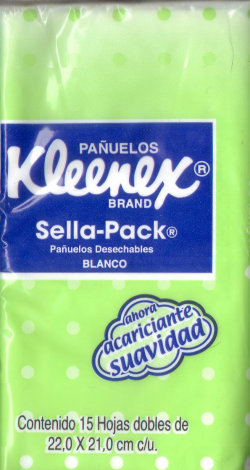 PAÑUELOS
Kleenex®
BRAND
Sella-Pack®
Pañuelos Desechables
BLANCO
ahora
acariciante
suavidad
Contenido 15 Hojas dobles de
22,0 X 21,0 cm c/u.